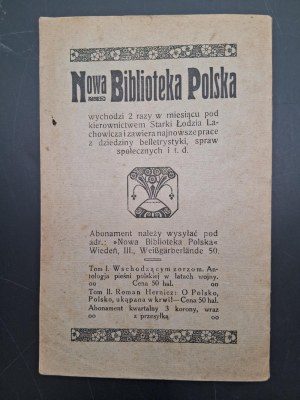 Nowa Biblioteka Polska
wychodzi 2 razy w miesiącu pod
kierownictwem Starki Łodzia Ła-
chowicza i zawiera najnowsze prace
z dziedziny belletrystyki, spraw
społecznych i t. d.
Abonament należy wysyłać pod
adr.: »Nowa Biblioteka Polska«
Wiedeń, III., Weißgärberlände 50.
Tom I. Wschodzącym zorzom. An-
tologja pieśni polskiej w latach wojny.
∞ Cena 50 hal. ∞
Tom II. Roman Hernicz: O Polsko,
Polsko, skąpana w krwi! — Cena 50 hal.
Abonament kwartalny 3 korony, wraz
∞ z przesyłką ∞